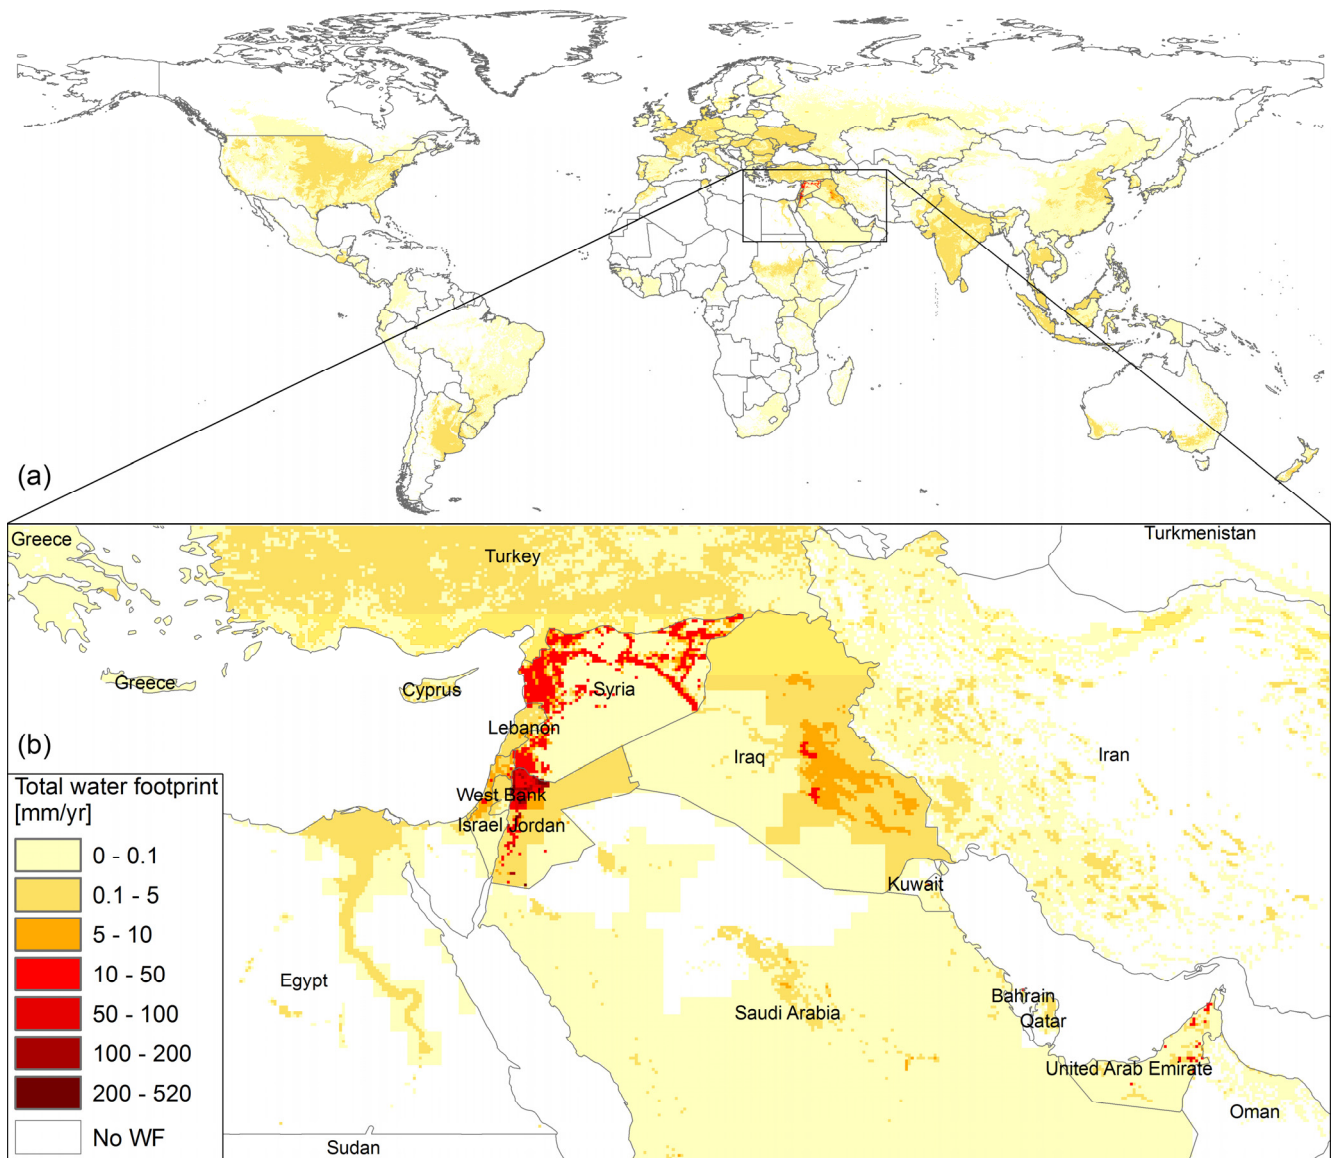 (a)
Greece
Turkmenistan
Turkey
Greece
Cyprus
Syria
Lebanon
(b)
Iraq
Iran
Total water footprint
[mm/yr]
West Bank
Israel Jordan
0 - 0.1
0.1 - 5
Kuwait
5 - 10
10 - 50
Egypt
Bahrain
50 - 100
Saudi Arabia
Qatar
100 - 200
United Arab Emirate
200 - 520
Oman
No WF
Sudan